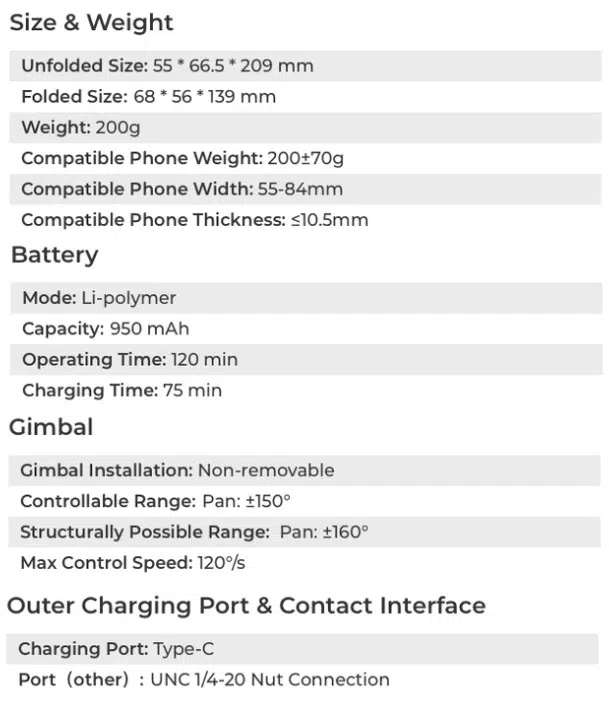 Size & Weight
Unfolded Size: 55 * 66.5 * 209 mm
Folded Size: 68 * 56 * 139 mm
Weight: 200g
Compatible Phone Weight: 200±70g
Compatible Phone Width: 55-84mm
Compatible Phone Thickness: ≤10.5mm
Battery
Mode: Li-polymer
Capacity: 950 mAh
Operating Time: 120 min
Charging Time: 75 min
Gimbal
Gimbal Installation: Non-removable
Controllable Range: Pan: ±150°
Structurally Possible Range: Pan: ±160°
Max Control Speed: 120°/s
Outer Charging Port & Contact Interface
Charging Port: Type-C
Port（other）: UNC 1/4-20 Nut Connection